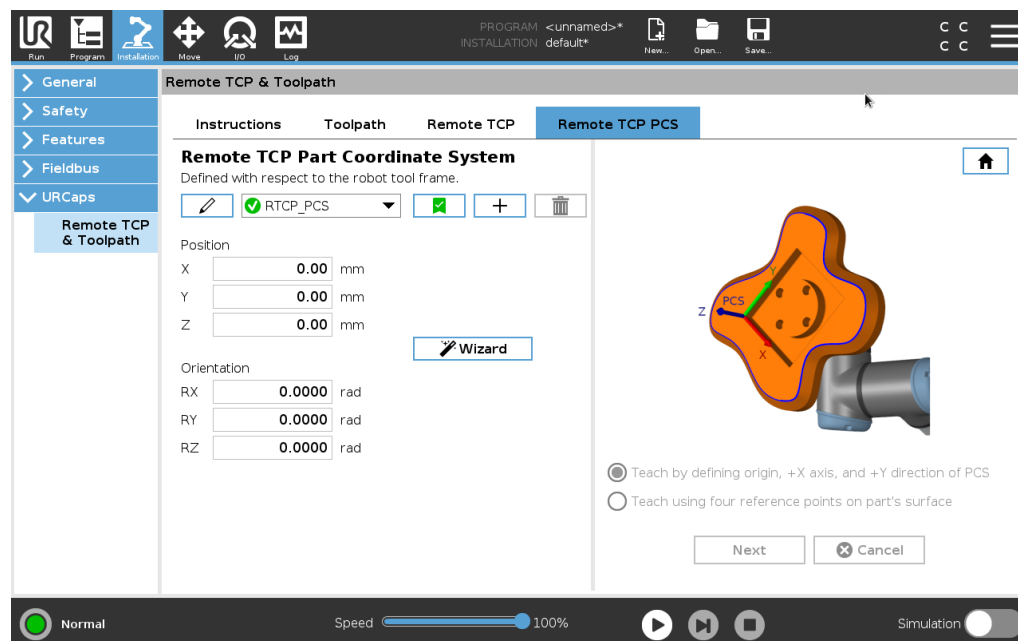 PROGRAM <unnamed>*
INSTALLATION default*
C C
C C
Run Program Installation Move I/O Log New... Open... Save...
General
Safety
Features
Fieldbus
URCaps
Remote TCP
& Toolpath
Remote TCP & Toolpath
Instructions Toolpath Remote TCP Remote TCP PCS
Remote TCP Part Coordinate System
Defined with respect to the robot tool frame.
RTCP_PCS
Position
X 0.00 mm
Y 0.00 mm
Z 0.00 mm
Wizard
Orientation
RX 0.0000 rad
RY 0.0000 rad
RZ 0.0000 rad
Y
PCS
Z
X
Teach by defining origin, +X axis, and +Y direction of PCS
Teach using four reference points on part's surface
Next Cancel
Normal Speed 100% Simulation